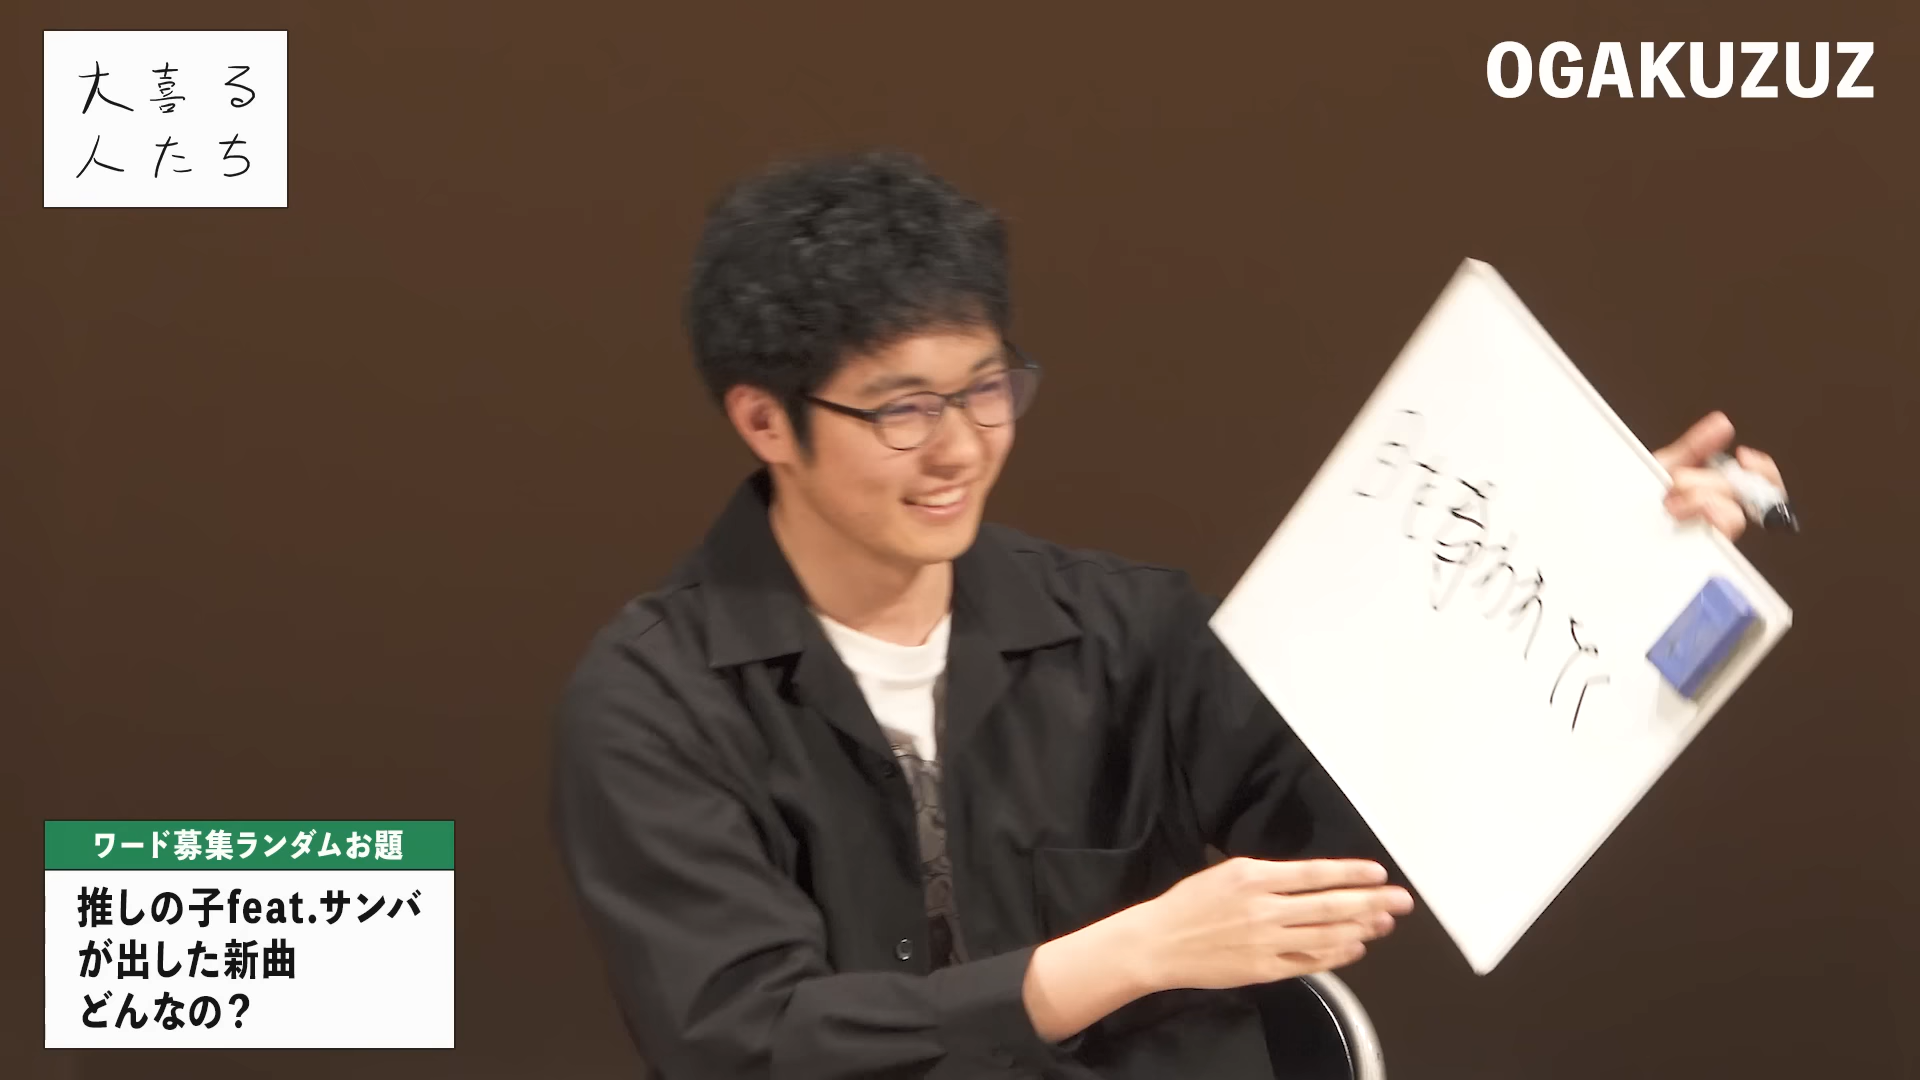 大喜る
人たち
OGAKUZUZ
ワード募集ランダムお題
推しの子feat.サンバ
が出した新曲
どんなの？